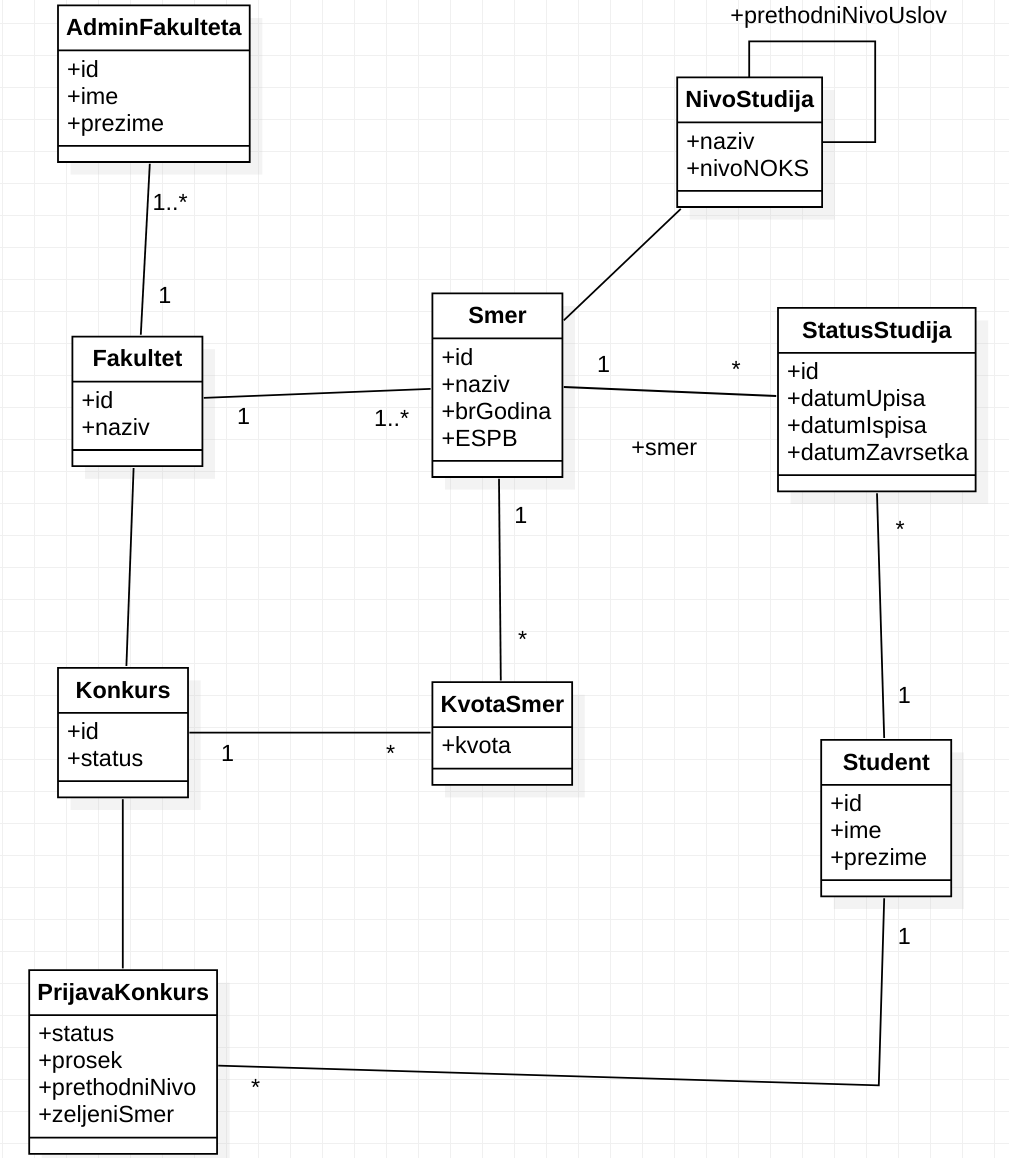 AdminFakulteta
+id
+ime
+prezime
1..*
1
+prethodniNivoUslov
NivoStudija
+naziv
+nivoNOKS
Fakultet
+id
+naziv
1
1..*
Smer
+id
+naziv
+brGodina
+ESPB
1
*
+smer
StatusStudija
+id
+datumUpisa
+datumIspisa
+datumZavrsetka
1
*
*
1
Konkurs
+id
+status
1
*
KvotaSmer
+kvota
Student
+id
+ime
+prezime
1
*
PrijavaKonkurs
+status
+prosek
+prethodniNivo
+zeljeniSmer